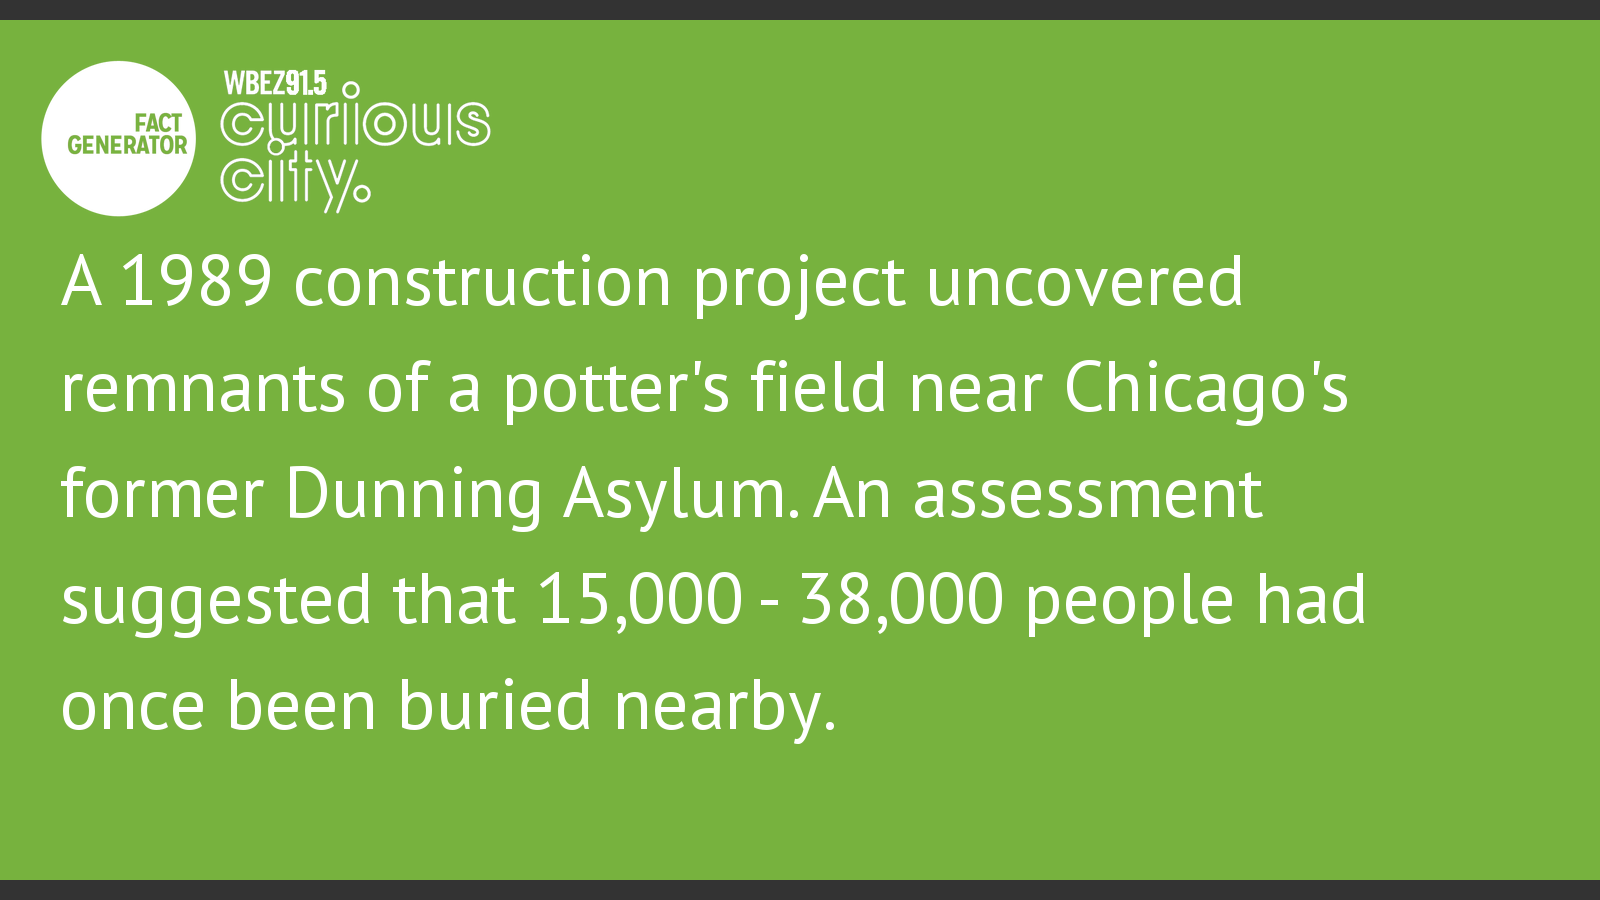 FACT
GENERATOR
WBEZ91.5
curious
city.
A 1989 construction project uncovered
remnants of a potter's field near Chicago's
former Dunning Asylum. An assessment
suggested that 15,000 - 38,000 people had
once been buried nearby.